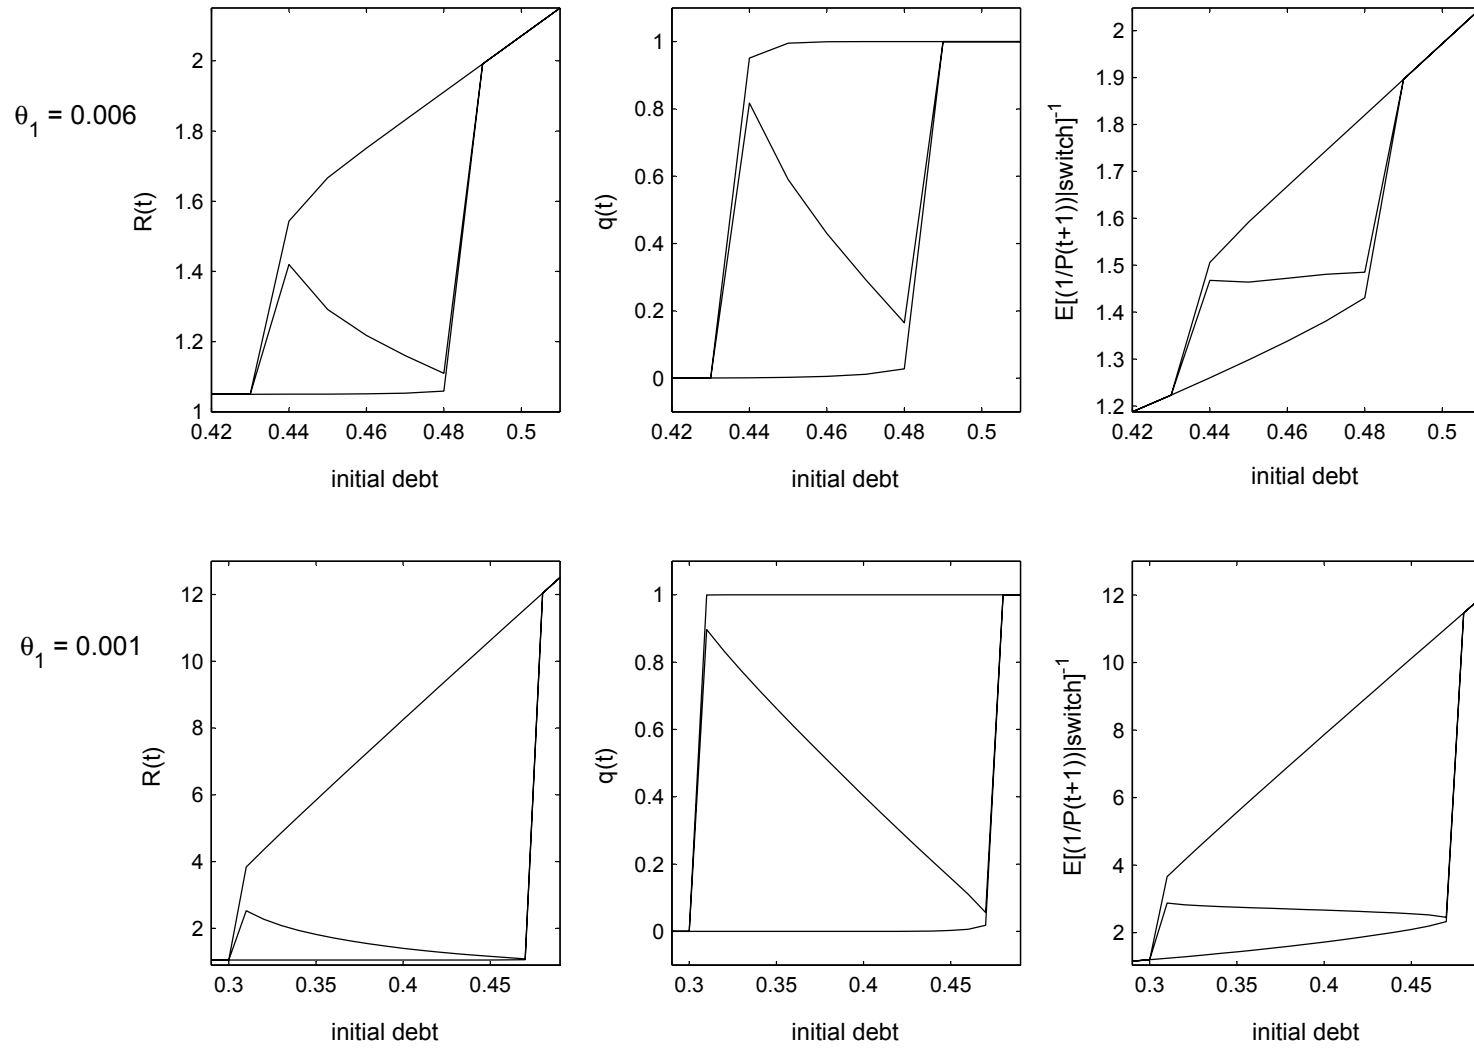 θ1 = 0.006
R(t)
2
1.8
1.6
1.4
1.2
1
0.42 0.44 0.46 0.48 0.5
initial debt
q(t)
1
0.8
0.6
0.4
0.2
0
0.42 0.44 0.46 0.48 0.5
initial debt
E[(1/P(t+1))|switch]-1
2
1.9
1.8
1.7
1.6
1.5
1.4
1.3
1.2
0.42 0.44 0.46 0.48 0.5
initial debt
θ1 = 0.001
R(t)
12
10
8
6
4
2
0.3 0.35 0.4 0.45
initial debt
q(t)
1
0.8
0.6
0.4
0.2
0
0.3 0.35 0.4 0.45
initial debt
E[(1/P(t+1))|switch]-1
12
10
8
6
4
2
0.3 0.35 0.4 0.45
initial debt